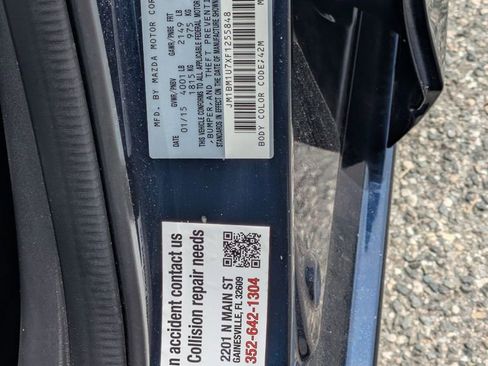 MFD. BY MAZDA MOTOR COR
DATE GVWR/PNBV GAWR/PNBE FRT
01/15 4001 LB 2149 LB
1815 KG 975 KG
THIS VEHICLE CONFORMS TO ALL APPLICABLE FEDERAL MOTOR
STANDARDS IN EFFECT ON THE DATE OF
,BUMPER,AND THEFT PREVENTI
JM1BM1U7XF1255848
BODY COLOR CODE;42M
n accident contact us
Collision repair needs
2201 N MAIN ST
GAINESVILLE, FL 32609
352-642-1304